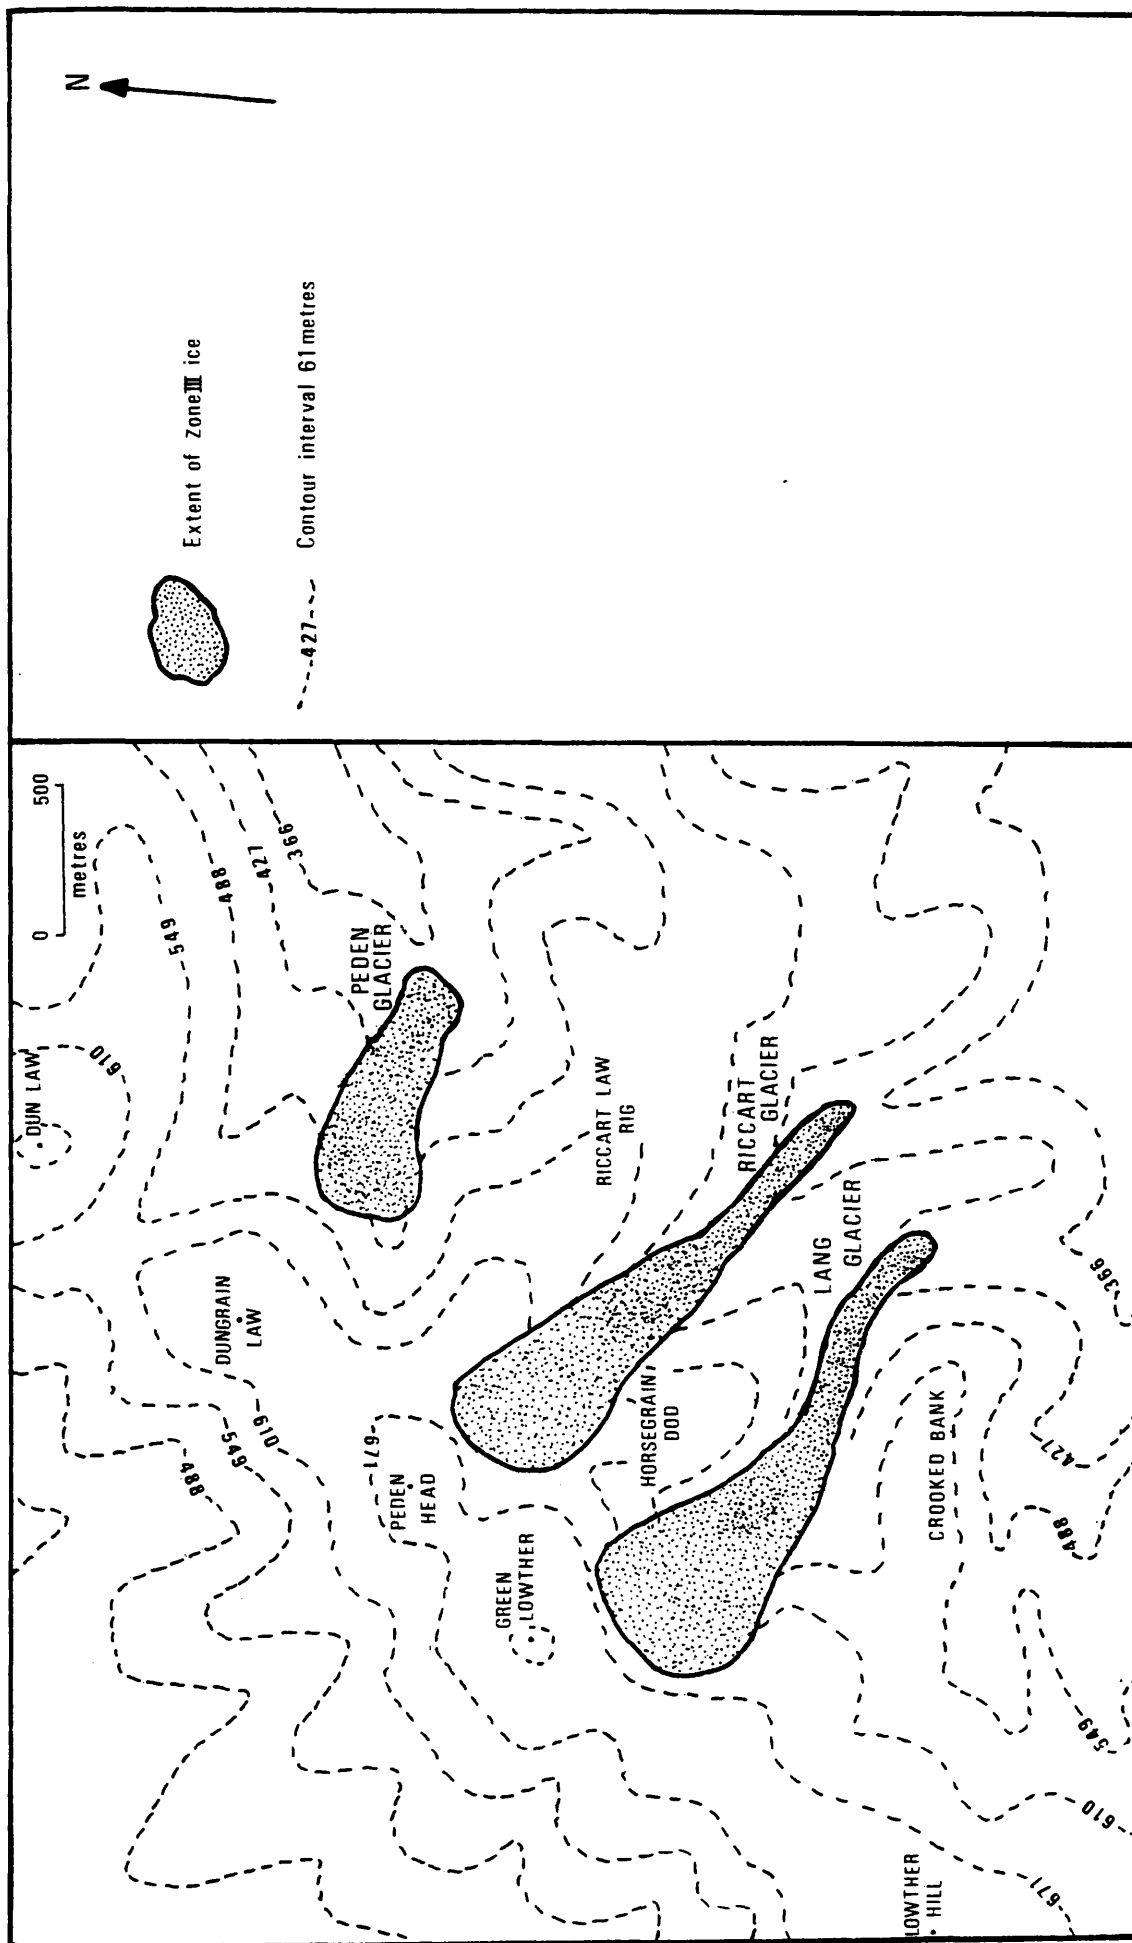 N
Extent of zone III ice
427
Contour interval 61 metres
0 500
metres
DUN LAW
610
549
488
427
366
PEDEN
GLACIER
DUNGRAIN
LAW
610
549
488
671
PEDEN
HEAD
GREEN
LOWTHER
RICCART LAW
RIG
RICCART
GLACIER
HORSEGRAIN
DOD
LANG
GLACIER
CROOKED BANK
366
427
488
549
610
671
LOWTHER
HILL